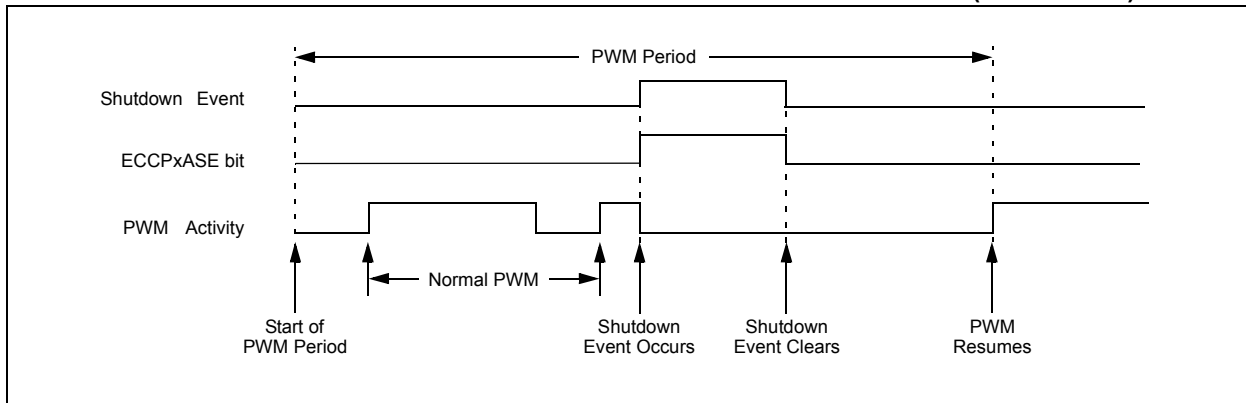 PWM Period
Shutdown Event
ECCPxASE bit
PWM Activity
Normal PWM
Start of
PWM Period
Shutdown
Event Occurs
Shutdown
Event Clears
PWM
Resumes